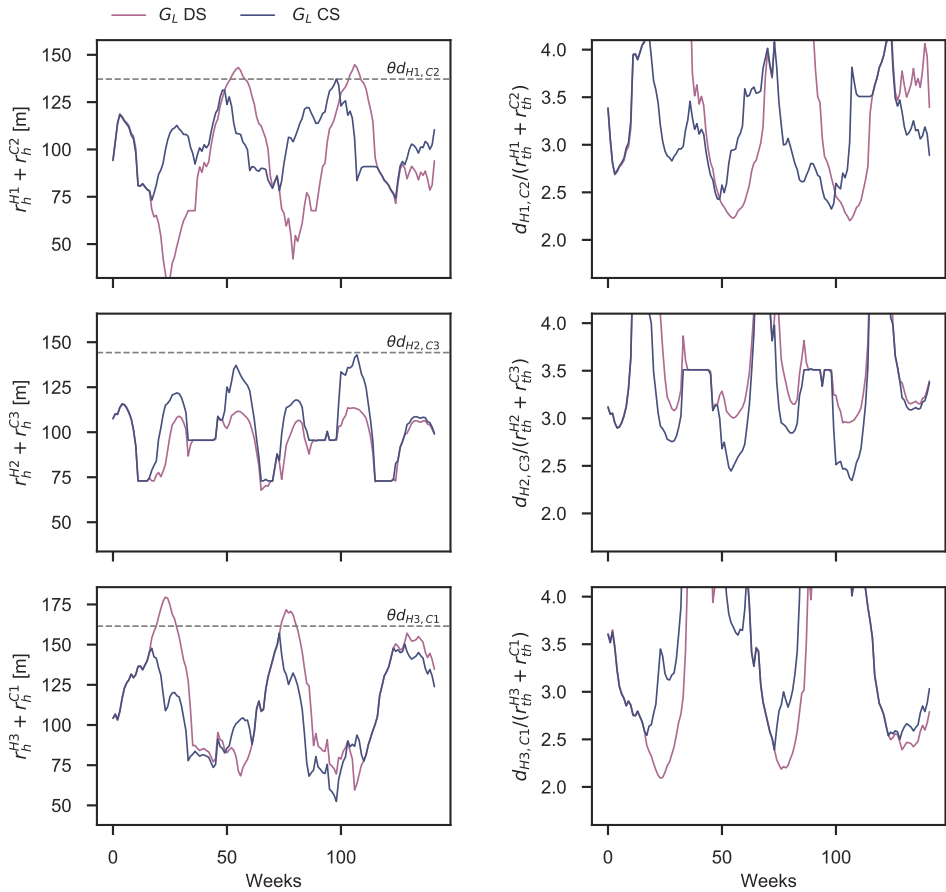 G_L DS G_L CS
150
125
100
75
50
r_h^{H1} + r_h^{C2} [m]
θd_{H1,C2}
4.0
3.5
3.0
2.5
2.0
d_{H1,C2}/(r_{th}^{H1} + r_{th}^{C2})
150
125
100
75
50
r_h^{H2} + r_h^{C3} [m]
θd_{H2,C3}
4.0
3.5
3.0
2.5
2.0
d_{H2,C3}/(r_{th}^{H2} + r_{th}^{C3})
175
150
125
100
75
50
r_h^{H3} + r_h^{C1} [m]
θd_{H3,C1}
0 50 100
Weeks
4.0
3.5
3.0
2.5
2.0
d_{H3,C1}/(r_{th}^{H3} + r_{th}^{C1})
0 50 100
Weeks